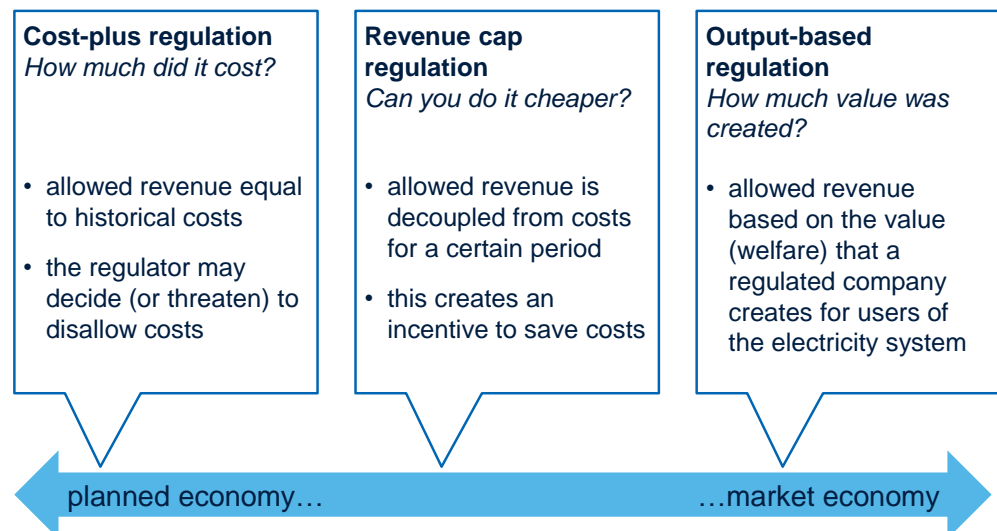 Cost-plus regulation
How much did it cost?
• allowed revenue equal
to historical costs
• the regulator may
decide (or threaten) to
disallow costs
Revenue cap
regulation
Can you do it cheaper?
• allowed revenue is
decoupled from costs
for a certain period
• this creates an
incentive to save costs
Output-based
regulation
How much value was
created?
• allowed revenue
based on the value
(welfare) that a
regulated company
creates for users of
the electricity system
planned economy…
…market economy